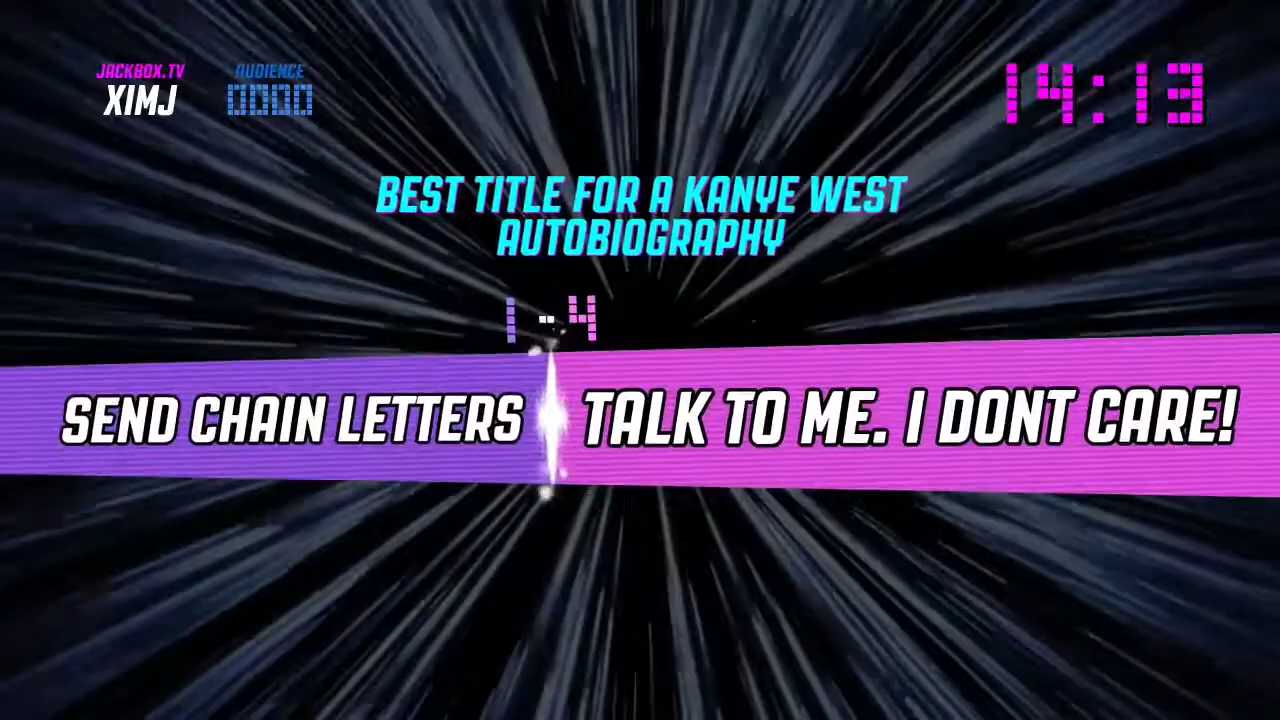 JACKBOX.TV
XIMJ
AUDIENCE
0000
14:13
BEST TITLE FOR A KANYE WEST
AUTOBIOGRAPHY
1-4
SEND CHAIN LETTERS
TALK TO ME. I DONT CARE!